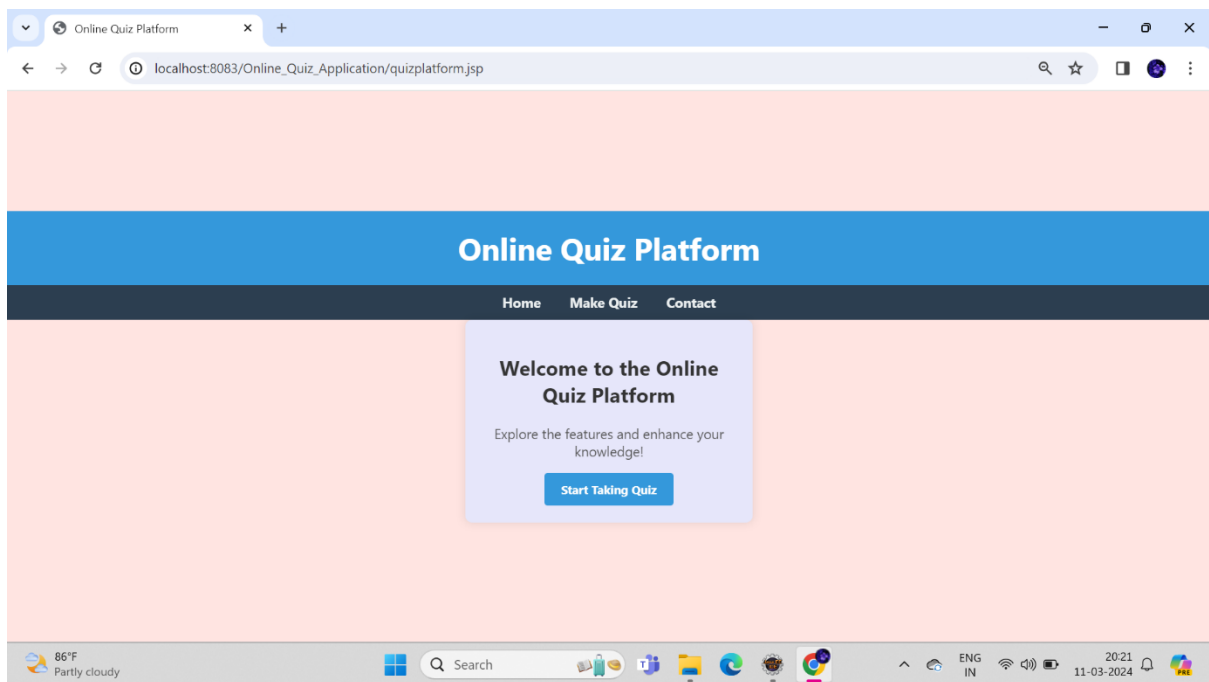 Online Quiz Platform
localhost:8083/Online_Quiz_Application/quizplatform.jsp
Online Quiz Platform
Home Make Quiz Contact
Welcome to the Online
Quiz Platform
Explore the features and enhance your
knowledge!
Start Taking Quiz
86°F
Partly cloudy
Search
ENG
IN
20:21
11-03-2024
PRE